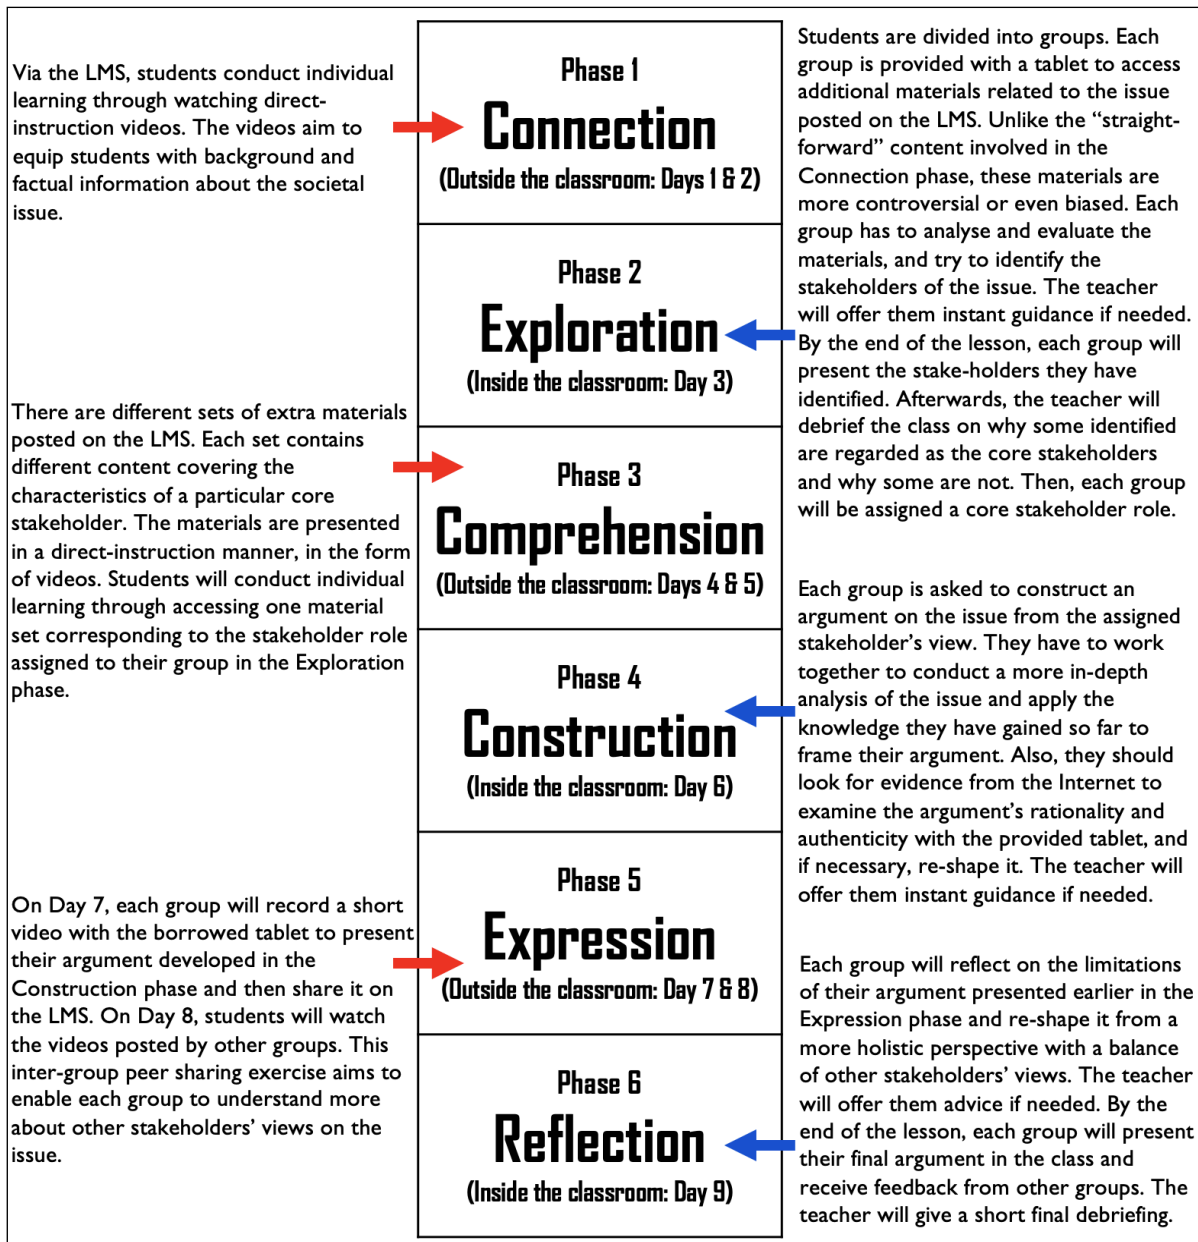 Via the LMS, students conduct individual
learning through watching direct-
instruction videos. The videos aim to
equip students with background and
factual information about the societal
issue.
Phase 1
Connection
(Outside the classroom: Days 1 & 2)
Students are divided into groups. Each
group is provided with a tablet to access
additional materials related to the issue
posted on the LMS. Unlike the “straight-
forward” content involved in the
Connection phase, these materials are
more controversial or even biased. Each
group has to analyse and evaluate the
materials, and try to identify the
stakeholders of the issue. The teacher
will offer them instant guidance if needed.
By the end of the lesson, each group will
present the stake-holders they have
identified. Afterwards, the teacher will
debrief the class on why some identified
are regarded as the core stakeholders
and why some are not. Then, each group
will be assigned a core stakeholder role.
Phase 2
Exploration
(Inside the classroom: Day 3)
There are different sets of extra materials
posted on the LMS. Each set contains
different content covering the
characteristics of a particular core
stakeholder. The materials are presented
in a direct-instruction manner, in the form
of videos. Students will conduct individual
learning through accessing one material
set corresponding to the stakeholder role
assigned to their group in the Exploration
phase.
Phase 3
Comprehension
(Outside the classroom: Days 4 & 5)
Each group is asked to construct an
argument on the issue from the assigned
stakeholder’s view. They have to work
together to conduct a more in-depth
analysis of the issue and apply the
knowledge they have gained so far to
frame their argument. Also, they should
look for evidence from the Internet to
examine the argument’s rationality and
authenticity with the provided tablet, and
if necessary, re-shape it. The teacher will
offer them instant guidance if needed.
Phase 4
Construction
(Inside the classroom: Day 6)
On Day 7, each group will record a short
video with the borrowed tablet to present
their argument developed in the
Construction phase and then share it on
the LMS. On Day 8, students will watch
the videos posted by other groups. This
inter-group peer sharing exercise aims to
enable each group to understand more
about other stakeholders’ views on the
issue.
Phase 5
Expression
(Outside the classroom: Day 7 & 8)
Each group will reflect on the limitations
of their argument presented earlier in the
Expression phase and re-shape it from a
more holistic perspective with a balance
of other stakeholders’ views. The teacher
will offer them advice if needed. By the
end of the lesson, each group will present
their final argument in the class and
receive feedback from other groups. The
teacher will give a short final debriefing.
Phase 6
Reflection
(Inside the classroom: Day 9)